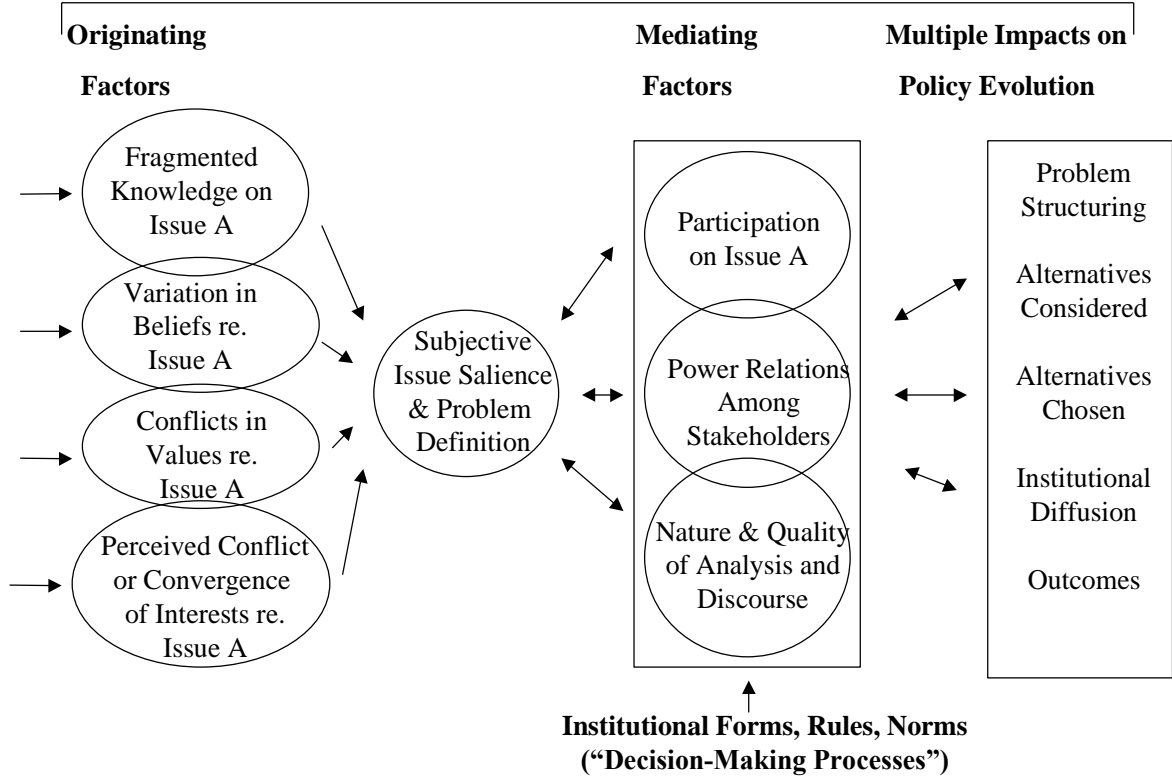 Originating
Factors
Mediating
Factors
Multiple Impacts on
Policy Evolution
Fragmented
Knowledge on
Issue A
Variation in
Beliefs re.
Issue A
Conflicts in
Values re.
Issue A
Perceived Conflict
or Convergence
of Interests re.
Issue A
Subjective
Issue Salience
& Problem
Definition
Participation
on Issue A
Power Relations
Among
Stakeholders
Nature & Quality
of Analysis and
Discourse
Problem
Structuring
Alternatives
Considered
Alternatives
Chosen
Institutional
Diffusion
Outcomes
Institutional Forms, Rules, Norms
(“Decision-Making Processes”)